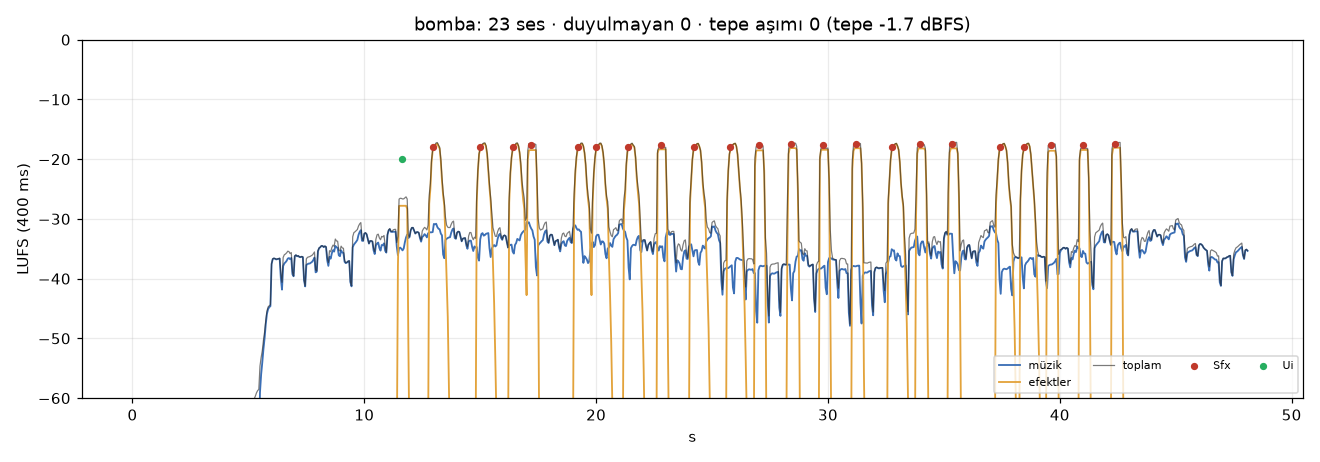 bomba: 23 ses · duyulmayan 0 · tepe aşımı 0 (tepe -1.7 dBFS)
0
−10
−20
−30
−40
−50
−60
LUFS (400 ms)
0
10
20
30
40
50
s
müzik
efektler
toplam
Sfx
Ui